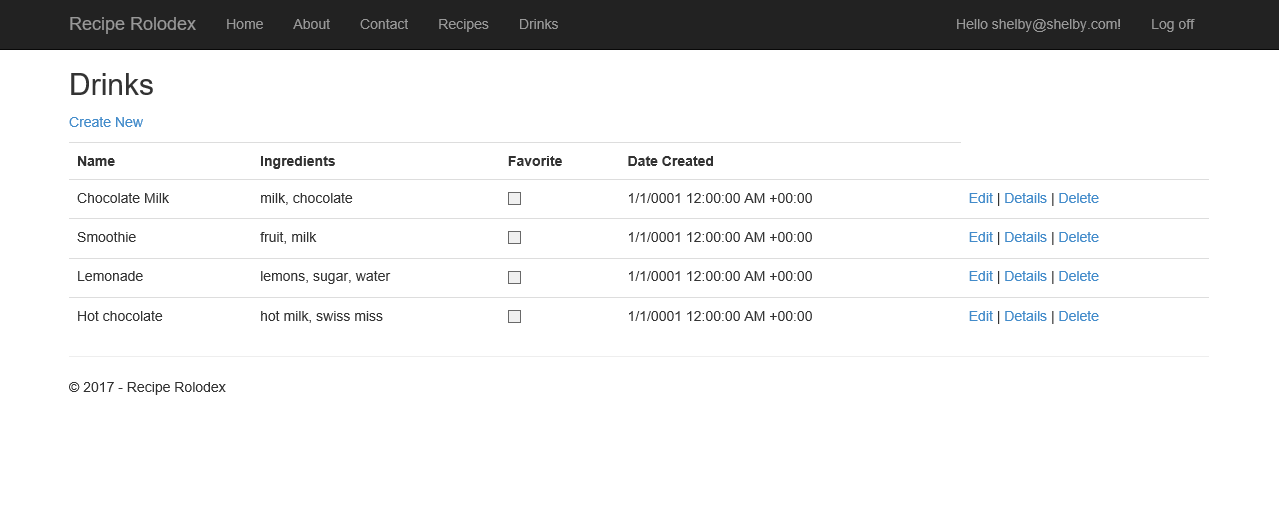 Recipe Rolodex Home About Contact Recipes Drinks Hello shelby@shelby.com! Log off
Drinks
Create New
Name Ingredients Favorite Date Created
Chocolate Milk milk, chocolate 1/1/0001 12:00:00 AM +00:00 Edit | Details | Delete
Smoothie fruit, milk 1/1/0001 12:00:00 AM +00:00 Edit | Details | Delete
Lemonade lemons, sugar, water 1/1/0001 12:00:00 AM +00:00 Edit | Details | Delete
Hot chocolate hot milk, swiss miss 1/1/0001 12:00:00 AM +00:00 Edit | Details | Delete
© 2017 - Recipe Rolodex